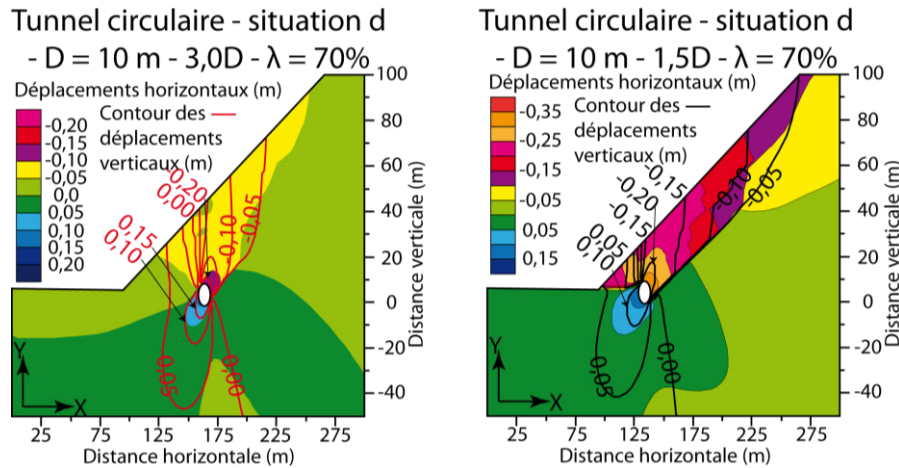 Tunnel circulaire - situation d
- D = 10 m - 3,0D - λ = 70%
Déplacements horizontaux (m)
-0,20
-0,15
-0,10
-0,05
0,0
0,05
0,10
0,15
0,20
Contour des
déplacements
verticaux (m)
-0,20
0,00
0,15
0,10
-0,10
-0,05
0,05
0,00
Y
X
100
80
60
40
20
0
-20
-40
Distance verticale (m)
25 75 125 175 225 275
Distance horizontale (m)
Tunnel circulaire - situation d
- D = 10 m - 1,5D - λ = 70%
Déplacements horizontaux (m)
-0,35
-0,25
-0,15
-0,05
0,05
0,15
Contour des
déplacements
verticaux (m)
-0,15
-0,20
-0,15
0,05
0,10
-0,10
-0,05
0,05
0,00
Y
X
100
80
60
40
20
0
-20
-40
Distance verticale (m)
25 75 125 175 225 275
Distance horizontale (m)